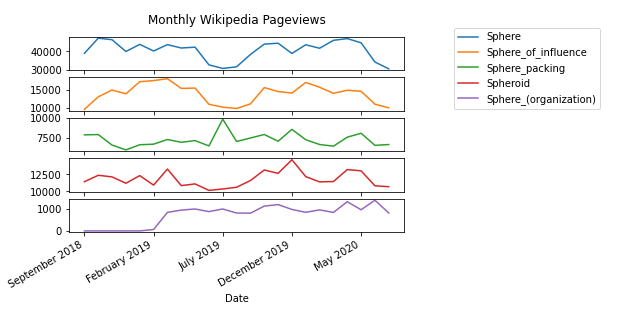 Monthly Wikipedia Pageviews
Sphere
Sphere_of_influence
Sphere_packing
Spheroid
Sphere_(organization)
40000
30000
15000
10000
10000
7500
12500
10000
1000
0
September 2018
February 2019
July 2019
December 2019
May 2020
Date